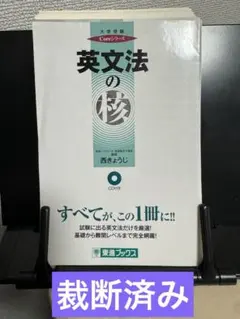 大学受験
Coreシリーズ
英文法
の
核
西きょうじ
CD付き
すべてが、この1冊に!!
試験に出る英文法だけを厳選!
基礎から難関レベルまで完全網羅!
東進ブックス
裁断済み